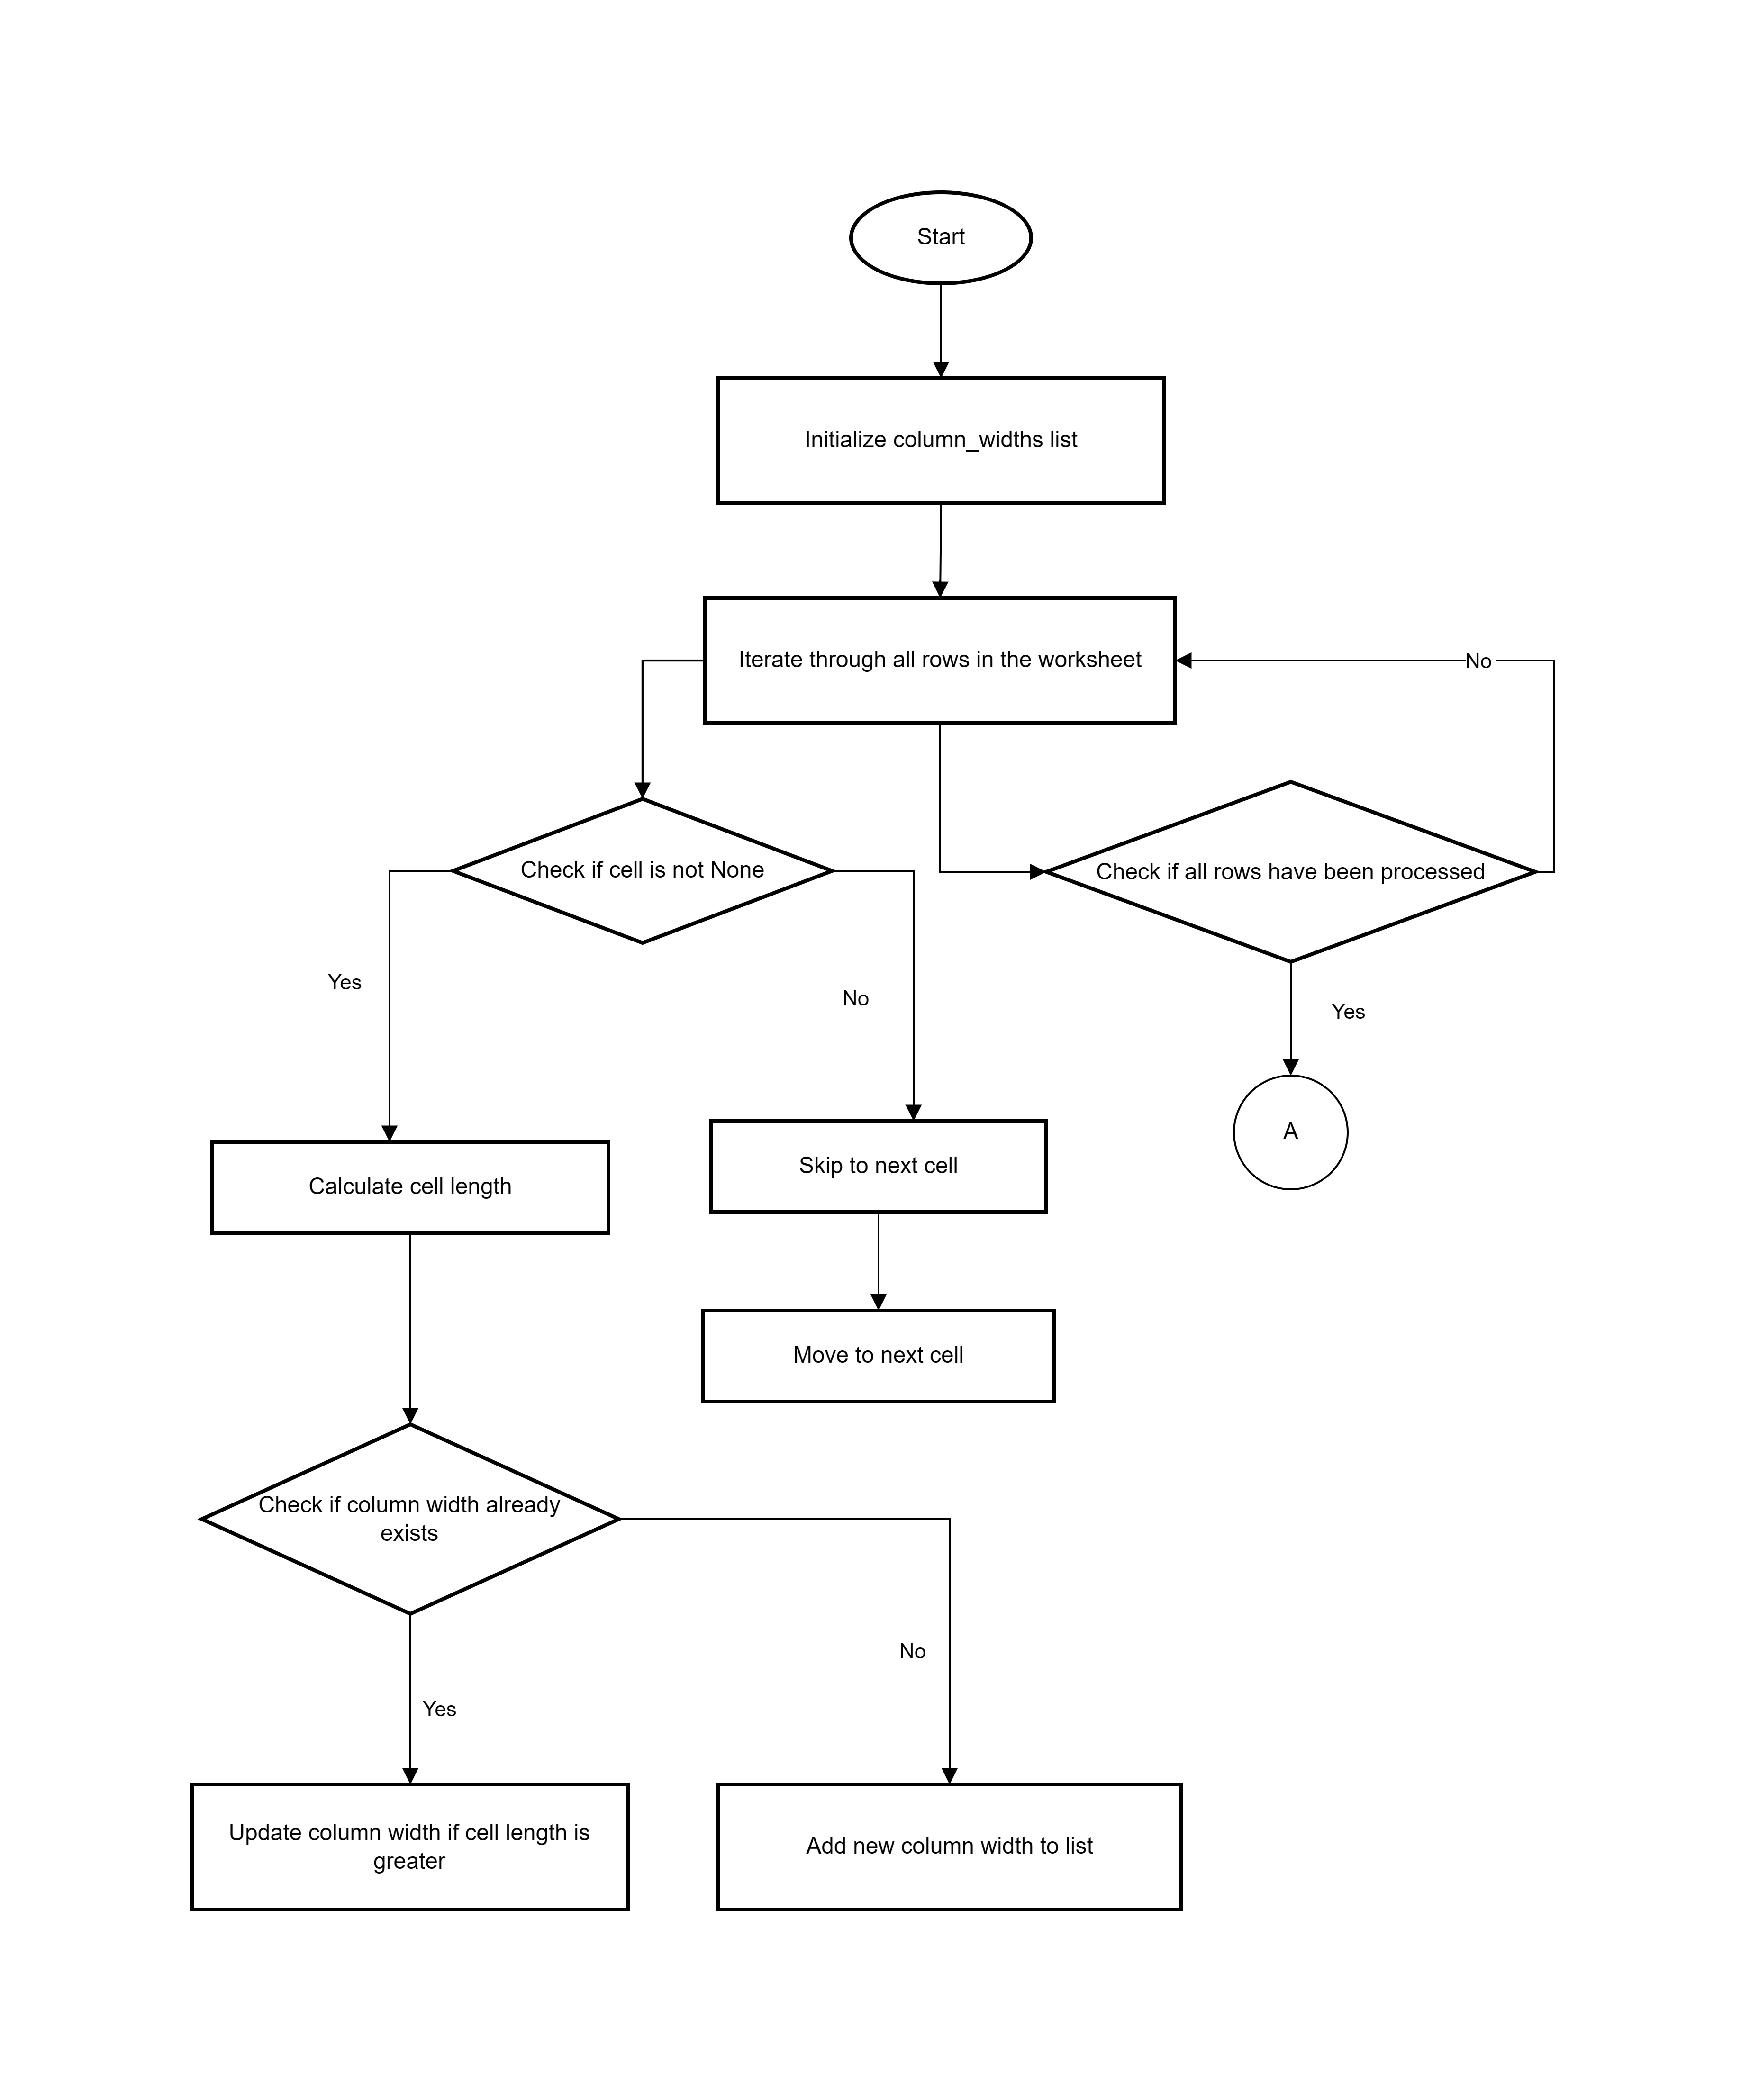 Start
Initialize column_widths list
Iterate through all rows in the worksheet
No
Check if cell is not None
Check if all rows have been processed
Yes
No
Yes
A
Calculate cell length
Skip to next cell
Move to next cell
Check if column width already
exists
No
Yes
Update column width if cell length is
greater
Add new column width to list